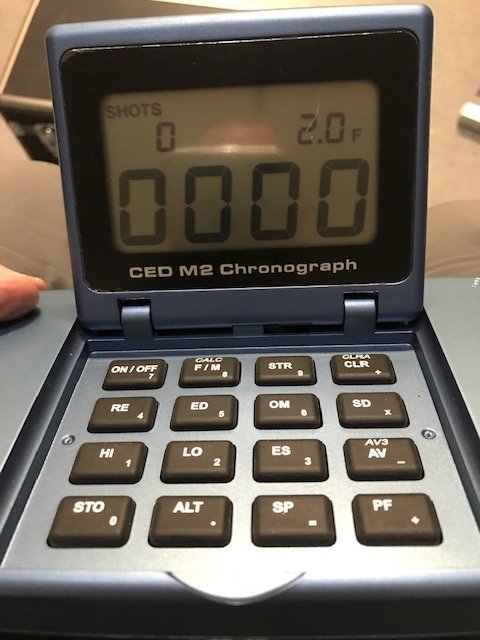 SHOTS
0 2.0 F
0000
CED M2 Chronograph
ON/OFF 7 CALC F/M 8 STR 9 CLRA CLR ÷
RE 4 ED 5 OM 6 SD x
HI 1 LO 2 ES 3 AV3 AV –
STO 0 ALT . SP = PF +